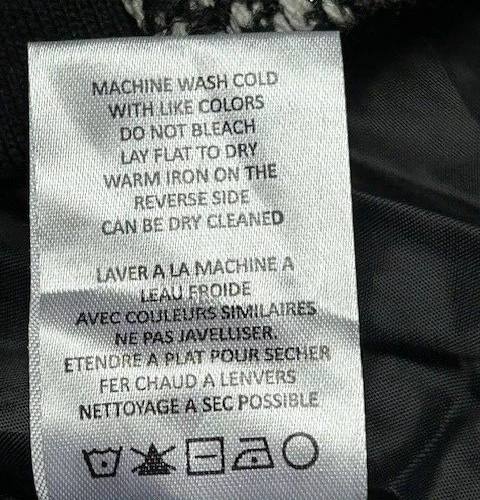 MACHINE WASH COLD
WITH LIKE COLORS
DO NOT BLEACH
LAY FLAT TO DRY
WARM IRON ON THE
REVERSE SIDE
CAN BE DRY CLEANED
LAVER A LA MACHINE A
LEAU FROIDE
AVEC COULEURS SIMILAIRES
NE PAS JAVELLISER.
ETENDRE A PLAT POUR SECHER
FER CHAUD A LENVERS
NETTOYAGE A SEC POSSIBLE